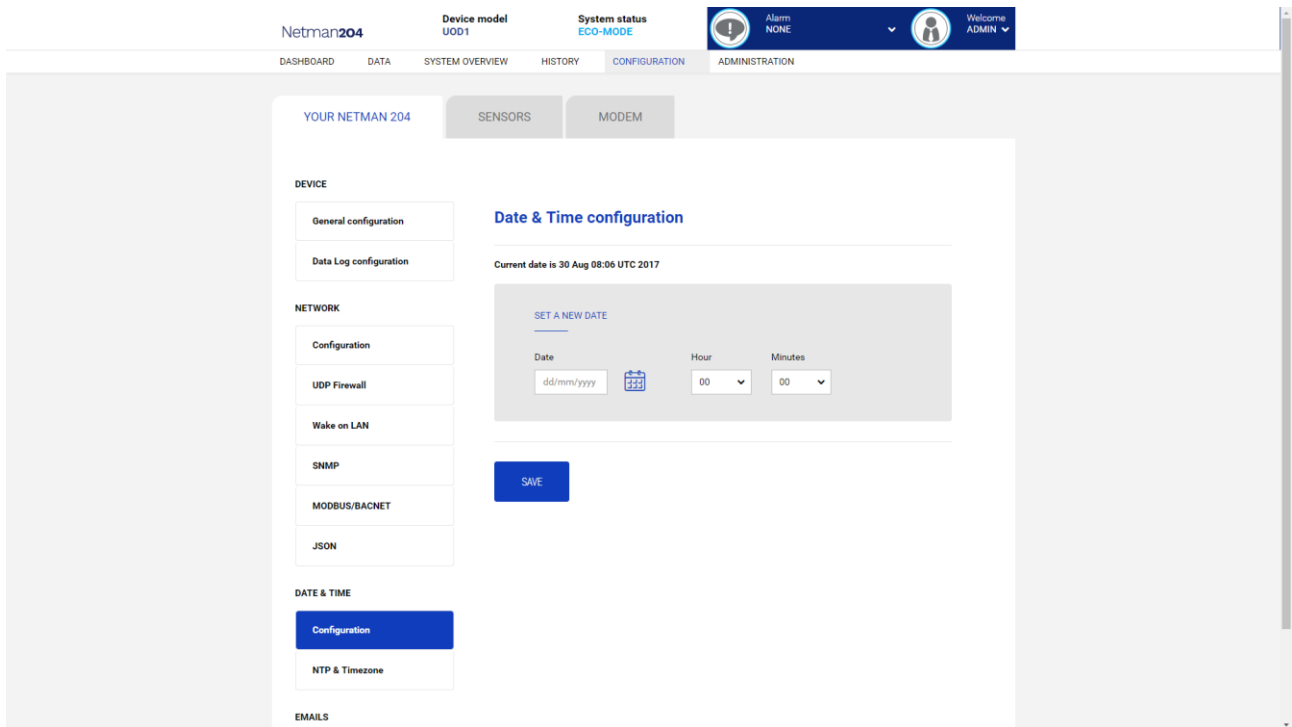 Netman204
Device model
UOD1
System status
ECO-MODE
Alarm
NONE
Welcome
ADMIN
DASHBOARD DATA SYSTEM OVERVIEW HISTORY CONFIGURATION ADMINISTRATION
YOUR NETMAN 204 SENSORS MODEM
DEVICE
General configuration
Data Log configuration
NETWORK
Configuration
UDP Firewall
Wake on LAN
SNMP
MODBUS/BACNET
JSON
DATE & TIME
Configuration
NTP & Timezone
EMAILS
Date & Time configuration
Current date is 30 Aug 08:06 UTC 2017
SET A NEW DATE
Date Hour Minutes
dd/mm/yyyy 00 00
SAVE